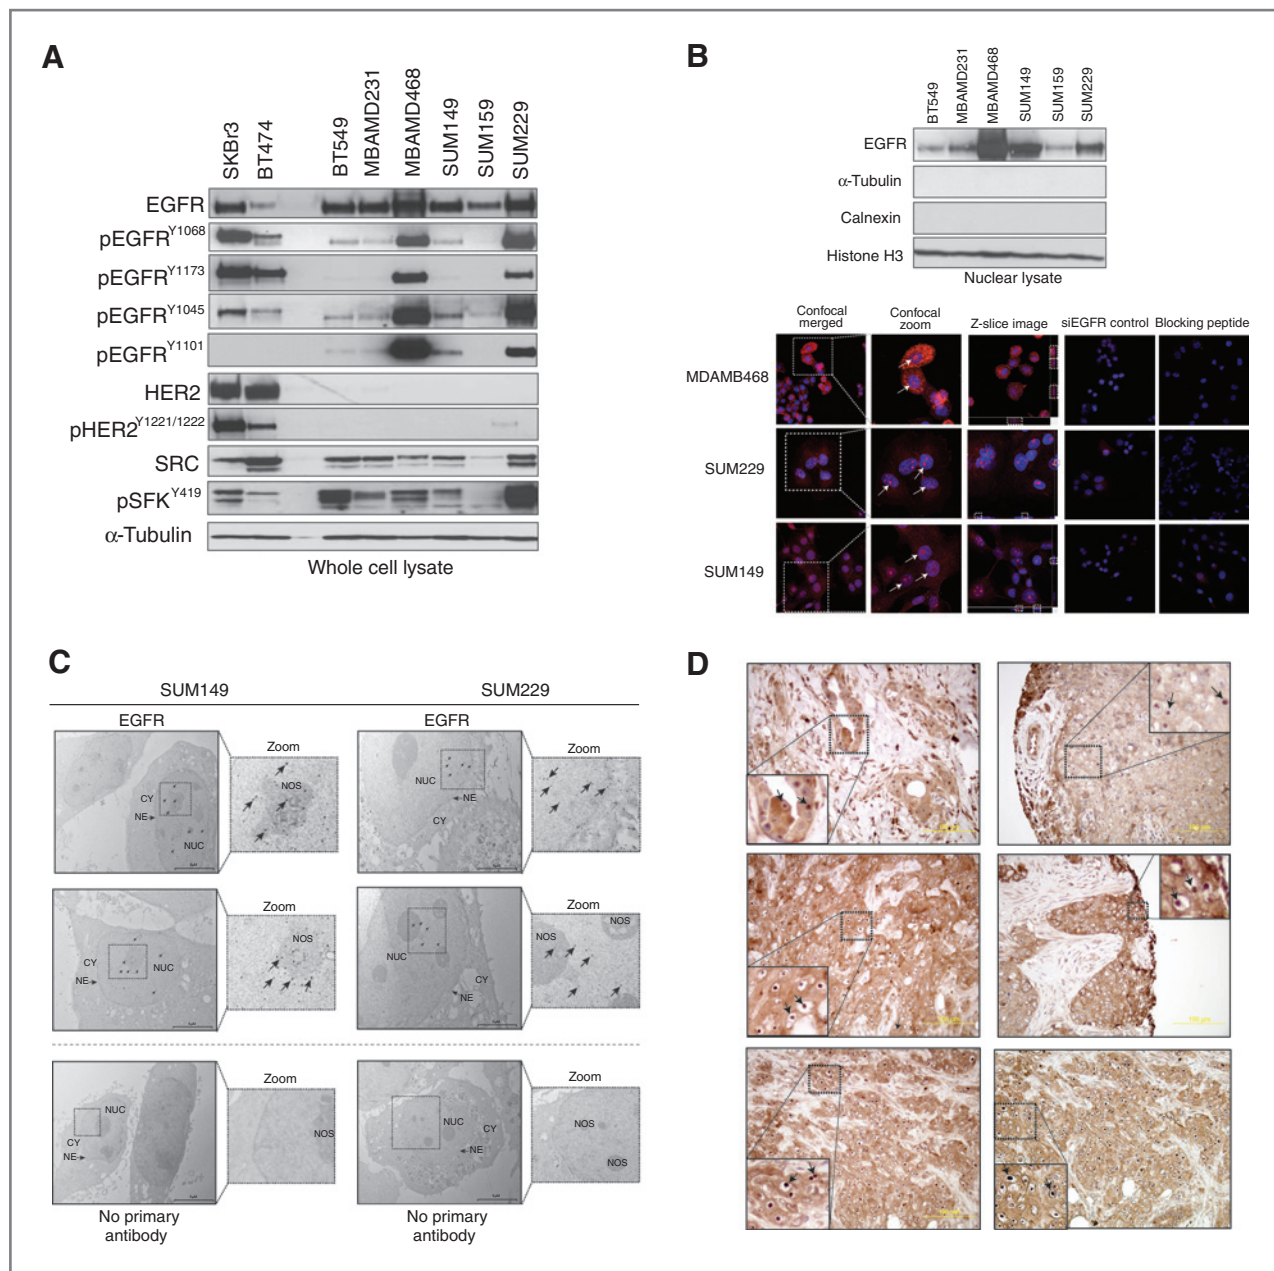 A
SKBr3
BT474
BT549
MBAMD231
MBAMD468
SUM149
SUM159
SUM229
EGFR
pEGFRY1068
pEGFRY1173
pEGFRY1045
pEGFRY1101
HER2
pHER2Y1221/1222
SRC
pSFKY419
α-Tubulin
Whole cell lysate
B
BT549
MBAMD231
MBAMD468
SUM149
SUM159
SUM229
EGFR
α-Tubulin
Calnexin
Histone H3
Nuclear lysate
Confocal merged
Confocal zoom
Z-slice image
siEGFR control
Blocking peptide
MDAMB468
SUM229
SUM149
C
SUM149
SUM229
EGFR
EGFR
Zoom
Zoom
CY
NE
NUC
NOS
NUC
NE
CY
Zoom
Zoom
CY
NE
NUC
NOS
NUC
CY
NE
NOS
NOS
Zoom
Zoom
NUC
CY
NE
NOS
NUC
CY
NE
NOS
NOS
No primary antibody
No primary antibody
D